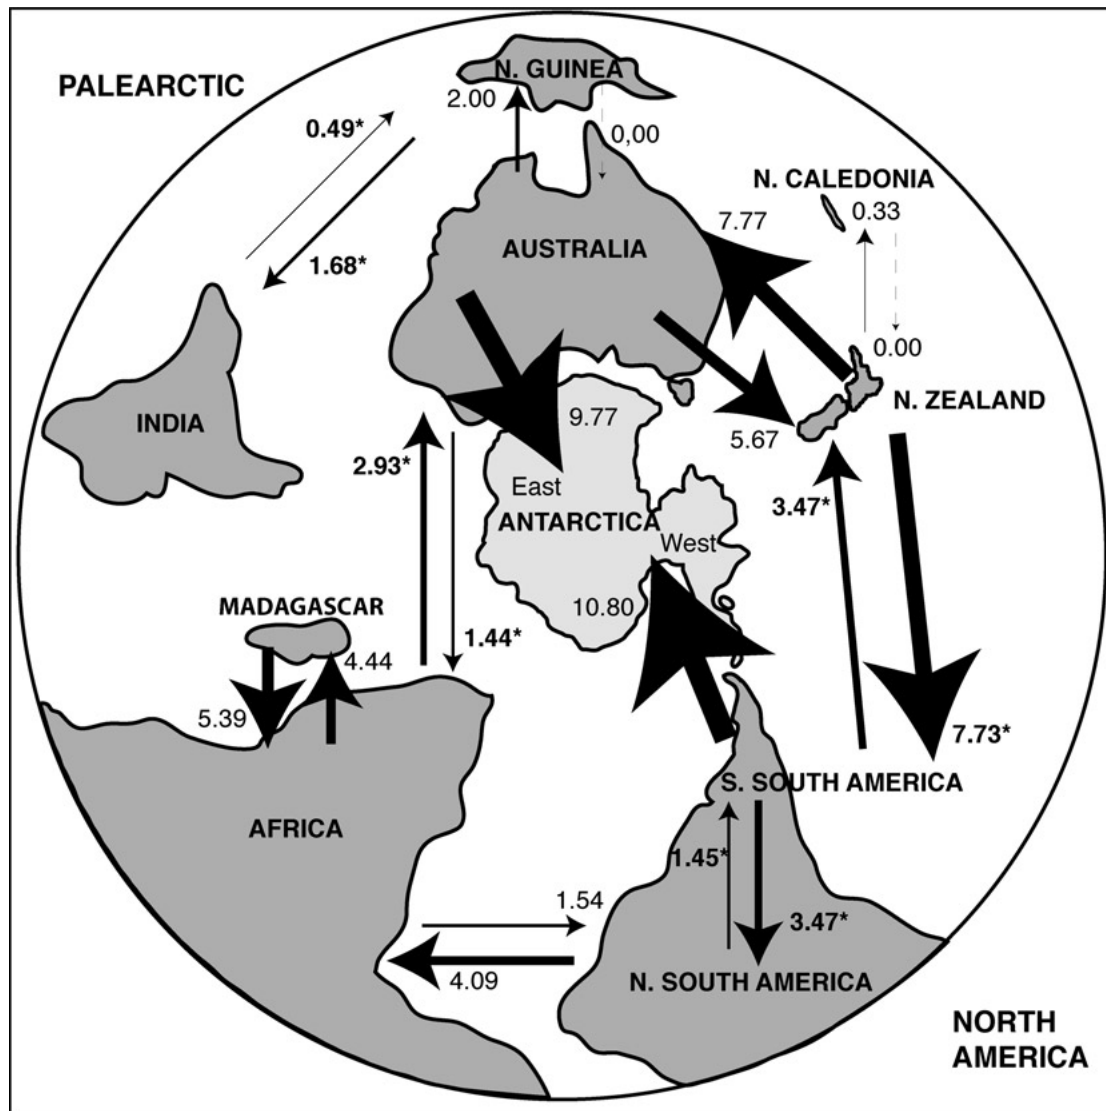 N. GUINEA
PALEARCTIC
2.00
0.49*
0,00
N. CALEDONIA
0.33
7.77
AUSTRALIA
1.68*
0.00
N. ZEALAND
9.77
INDIA
5.67
2.93*
East
3.47*
ANTARCTICA
West
MADAGASCAR
10.80
1.44*
4.44
5.39
7.73*
S. SOUTH AMERICA
AFRICA
1.45*
1.54
3.47*
4.09
N. SOUTH AMERICA
NORTH
AMERICA